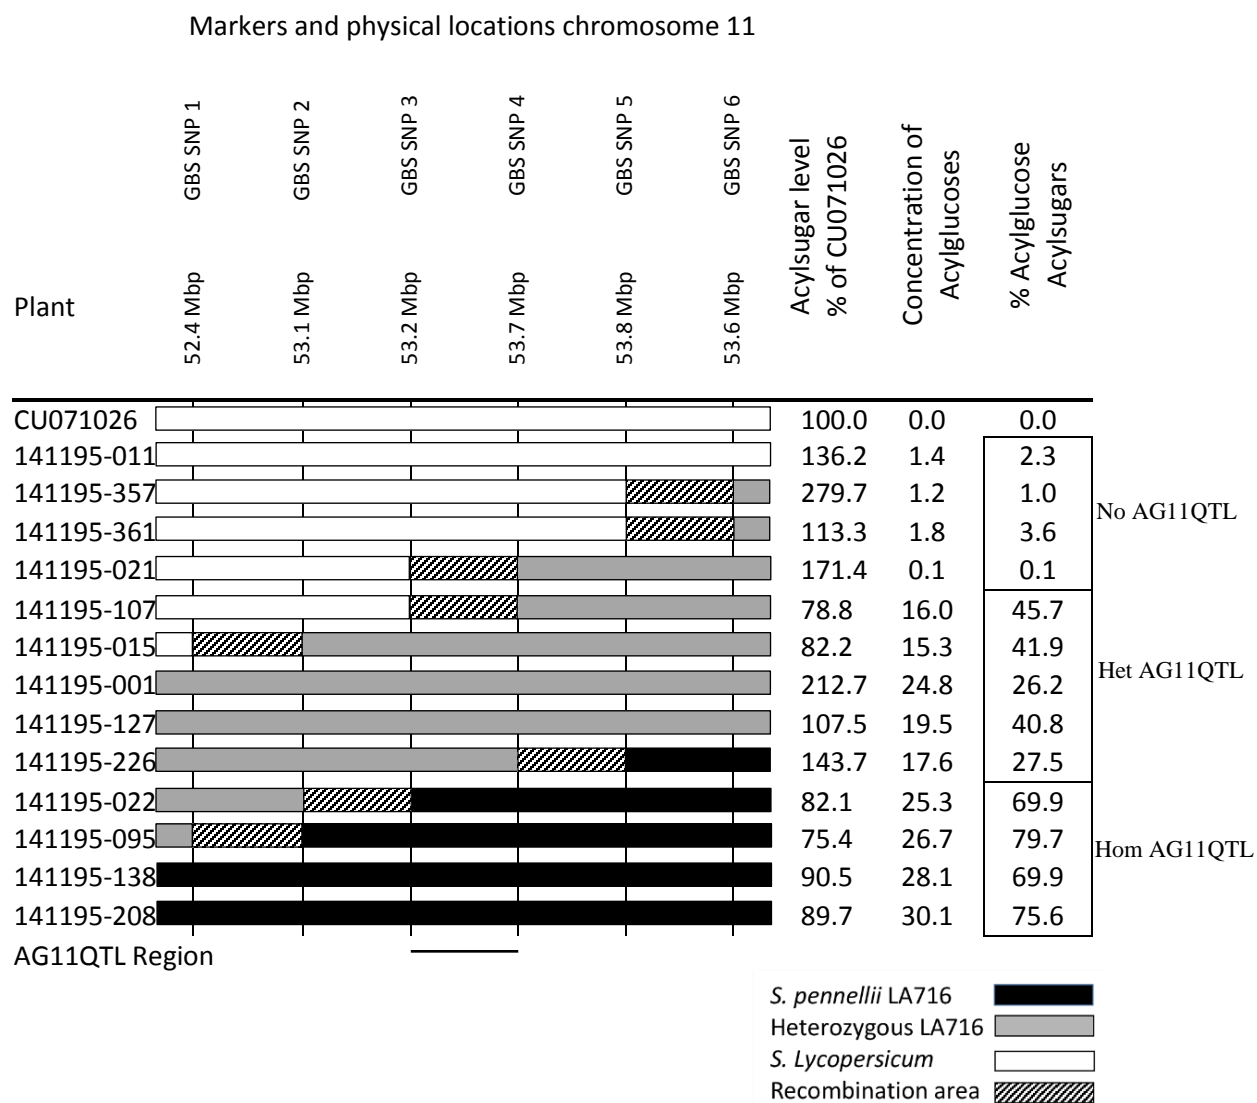 Markers and physical locations chromosome 11
GBS SNP 1
GBS SNP 2
GBS SNP 3
GBS SNP 4
GBS SNP 5
GBS SNP 6
Acylsugar level
% of CU071026
Concentration of
Acylglucoses
% Acylglucose
Acylsugars
Plant
52.4 Mbp
53.1 Mbp
53.2 Mbp
53.7 Mbp
53.8 Mbp
53.6 Mbp
CU071026 100.0 0.0 0.0
141195-011 136.2 1.4 2.3
141195-357 279.7 1.2 1.0
No AG11QTL
141195-361 113.3 1.8 3.6
141195-021 171.4 0.1 0.1
141195-107 78.8 16.0 45.7
141195-015 82.2 15.3 41.9
Het AG11QTL
141195-001 212.7 24.8 26.2
141195-127 107.5 19.5 40.8
141195-226 143.7 17.6 27.5
141195-022 82.1 25.3 69.9
141195-095 75.4 26.7 79.7
Hom AG11QTL
141195-138 90.5 28.1 69.9
141195-208 89.7 30.1 75.6
AG11QTL Region
S. pennellii LA716
Heterozygous LA716
S. Lycopersicum
Recombination area